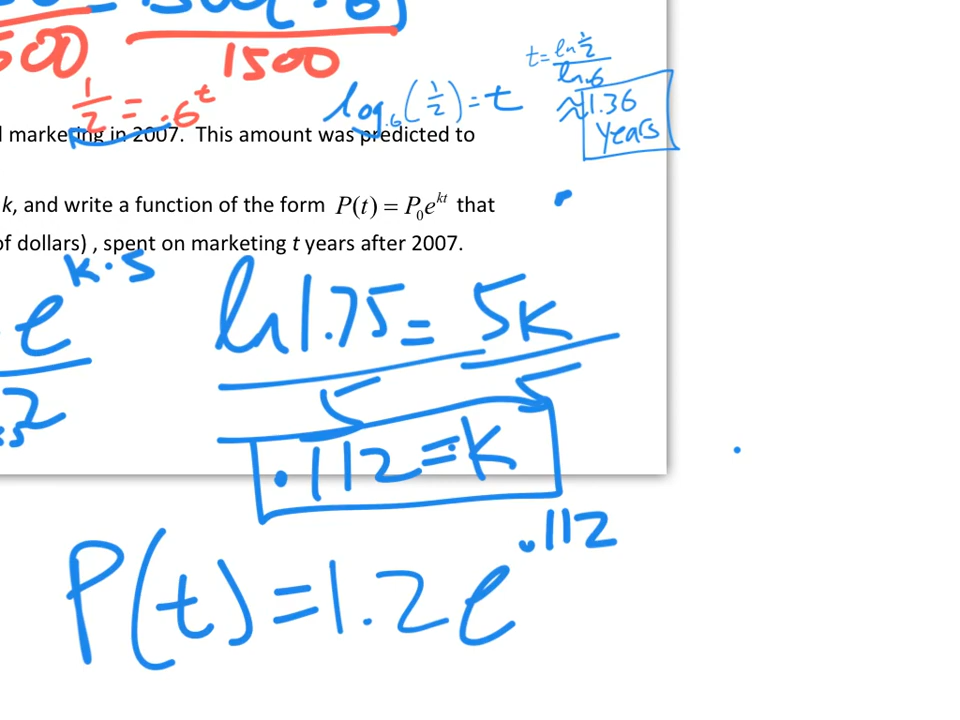 1500
1500
1/2 = .6^t
log.6(1/2) = t
t = ln 1/2 / ln .6
≈ 1.36
years
in 2007. This amount was predicted to
k, and write a function of the form P(t) = P₀e^kt that
of dollars) , spent on marketing t years after 2007.
e^k·5
2
ln 1.75 = 5k
5 5
.112 = k
P(t) = 1.2e^.112